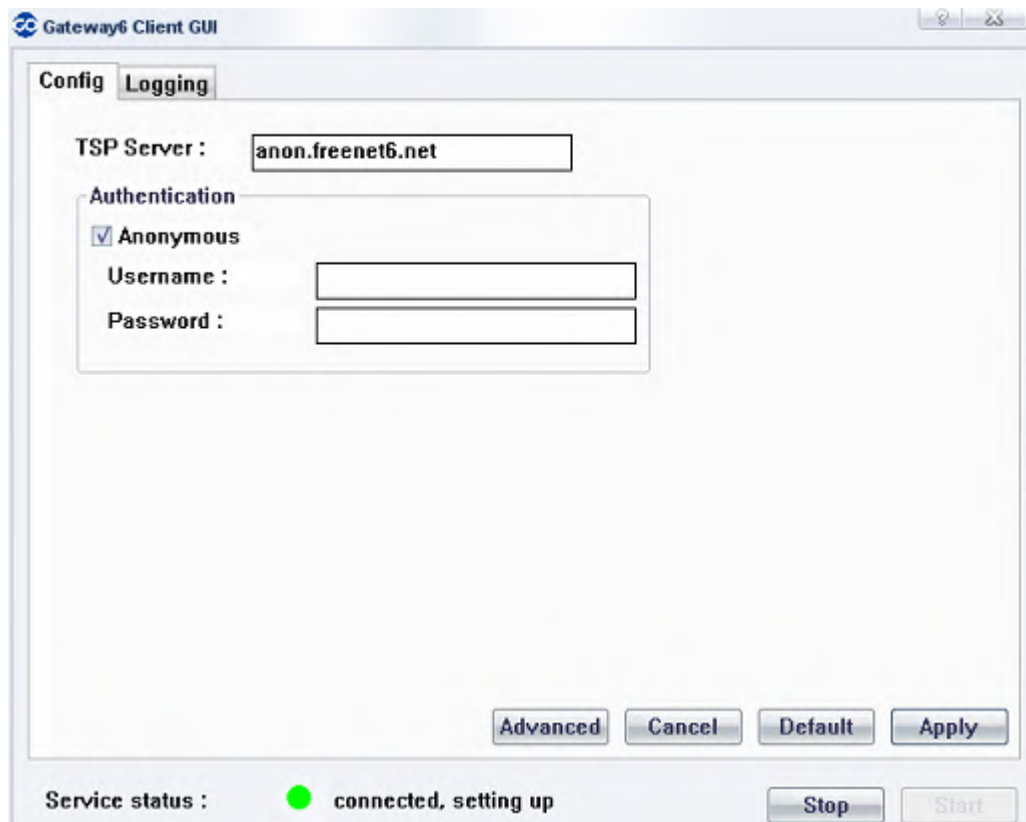 Gateway6 Client GUI
Config Logging
TSP Server : anon.freenet6.net
Authentication
Anonymous
Username :
Password :
Advanced Cancel Default Apply
Service status : connected, setting up Stop Start